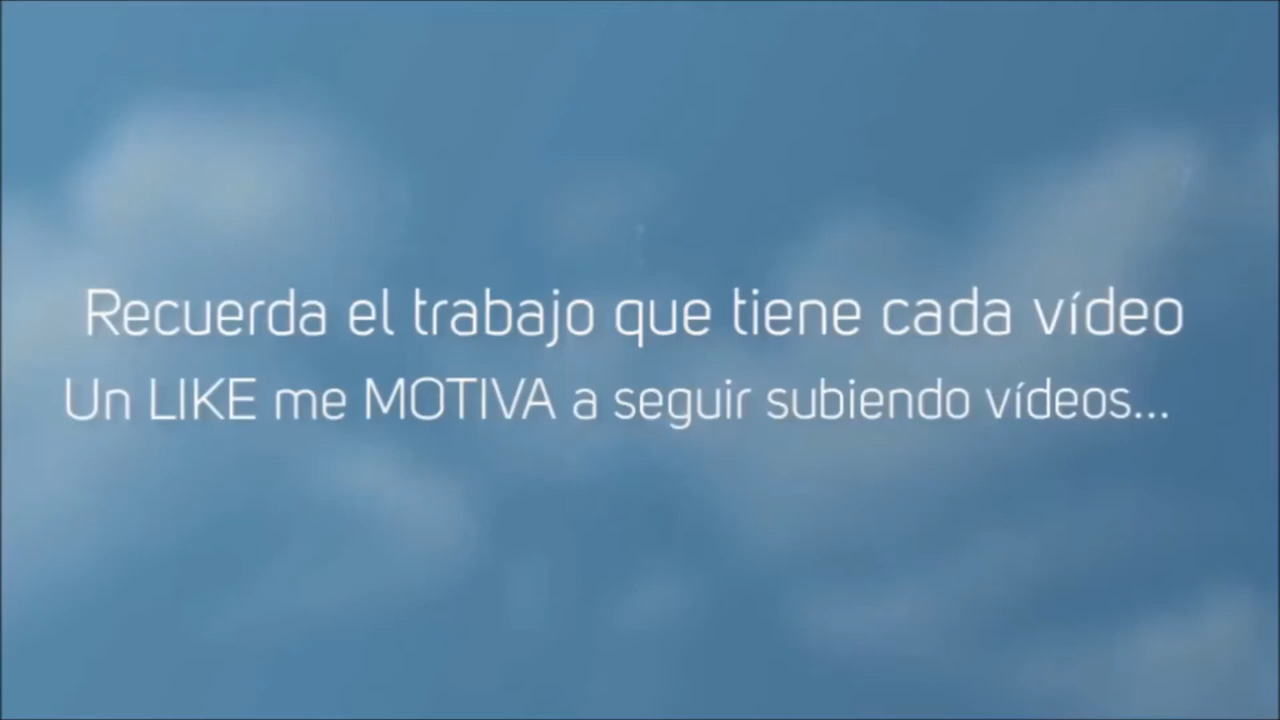 Recuerda el trabajo que tiene cada vídeo
Un LIKE me MOTIVA a seguir subiendo vídeos...